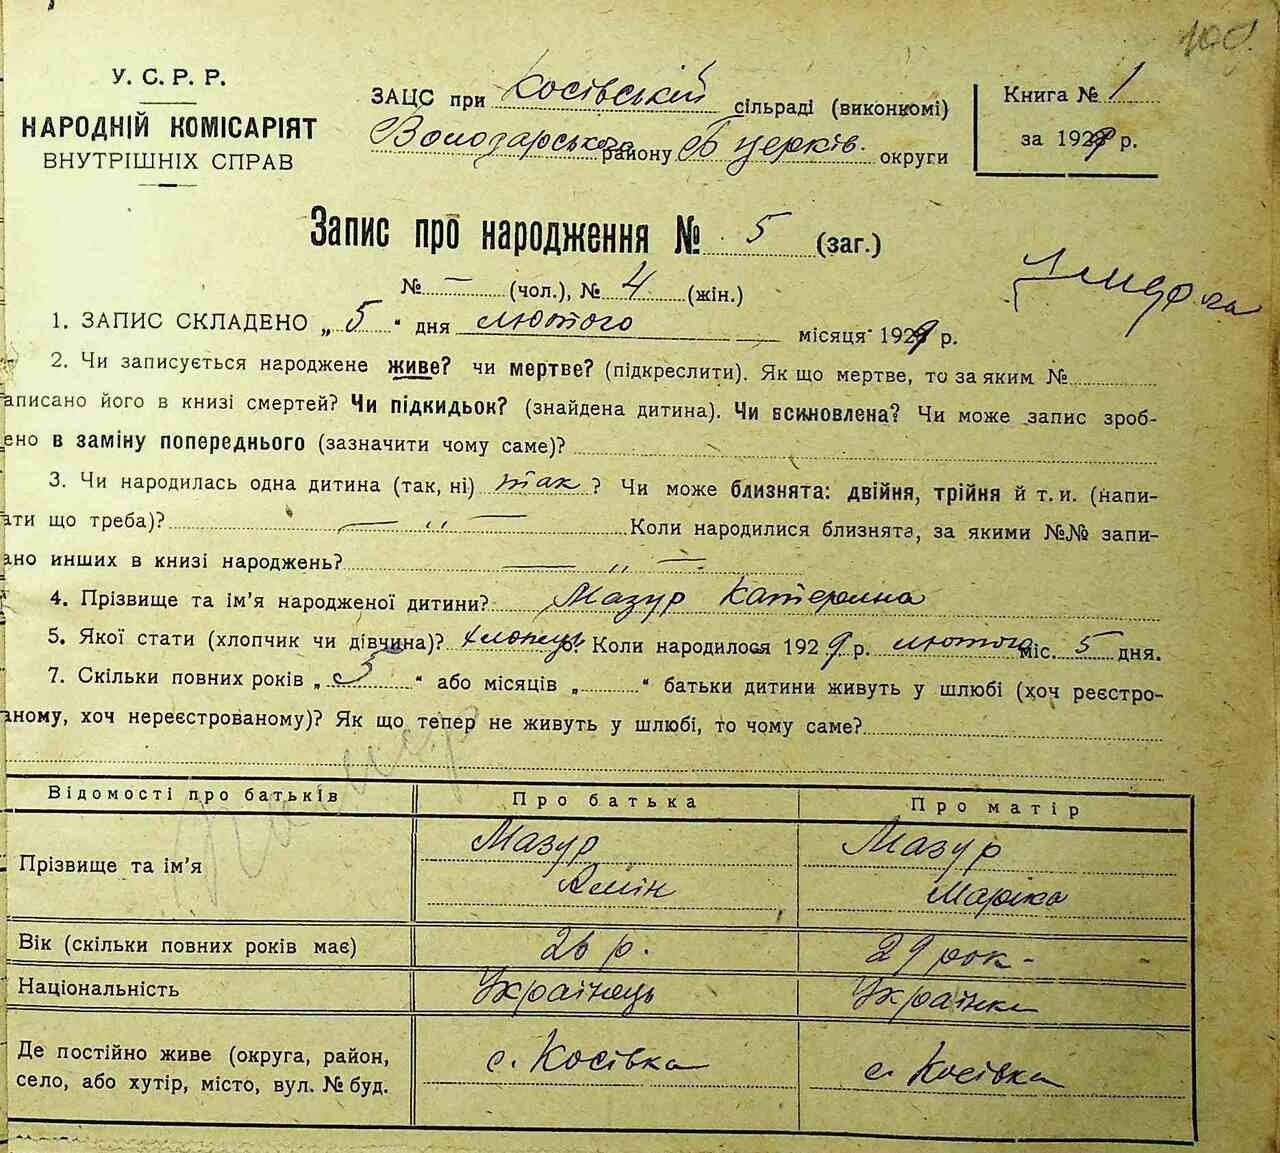 У. С. Р. Р.
НАРОДНІЙ КОМІСАРІЯТ
ВНУТРІШНІХ СПРАВ
ЗАЦС при Косівській сільраді (виконкомі)
Володарського району Б Церків. округи
Книга № 1
за 1929 р.
Запис про народження № 5 (заг.)
№ — (чол.), № 4 (жін.)
1. ЗАПИС СКЛАДЕНО „ 5 “ дня лютого місяця 1929 р.
2. Чи записується народжене живе? чи мертве? (підкреслити). Як що мертве, то за яким №
аписано його в книзі смертей? Чи підкидьок? (знайдена дитина). Чи всиновлена? Чи може запис зроб-
ено в заміну попереднього (зазначити чому саме)?
3. Чи народилась одна дитина (так, ні) так ? Чи може близнята: двійня, трійня й т. и. (напи-
ати що треба)? — „ — Коли народилися близнята, за якими №№ запи-
ано инших в книзі народжень? — „ —
4. Прізвище та ім’я народженої дитини? Мазур Катерина
5. Якої стати (хлопчик чи дівчина)? хлопець. Коли народилося 1929 р. лютого міс. 5 дня.
7. Скільки повних років „ 3 “ або місяців „ “ батьки дитини живуть у шлюбі (хоч реєстро-
аному, хоч нереєстрованому)? Як що тепер не живуть у шлюбі, то чому саме?
Відомості про батьків Про батька Про матір
Прізвище та ім’я Мазур Мазур
Амін Маріка
Вік (скільки повних років має) 26 р. 29 рок-
Національність Українець Українка
Де постійно живе (округа, район,
село, або хутір, місто, вул. № буд. с. Косівка с. Косівка